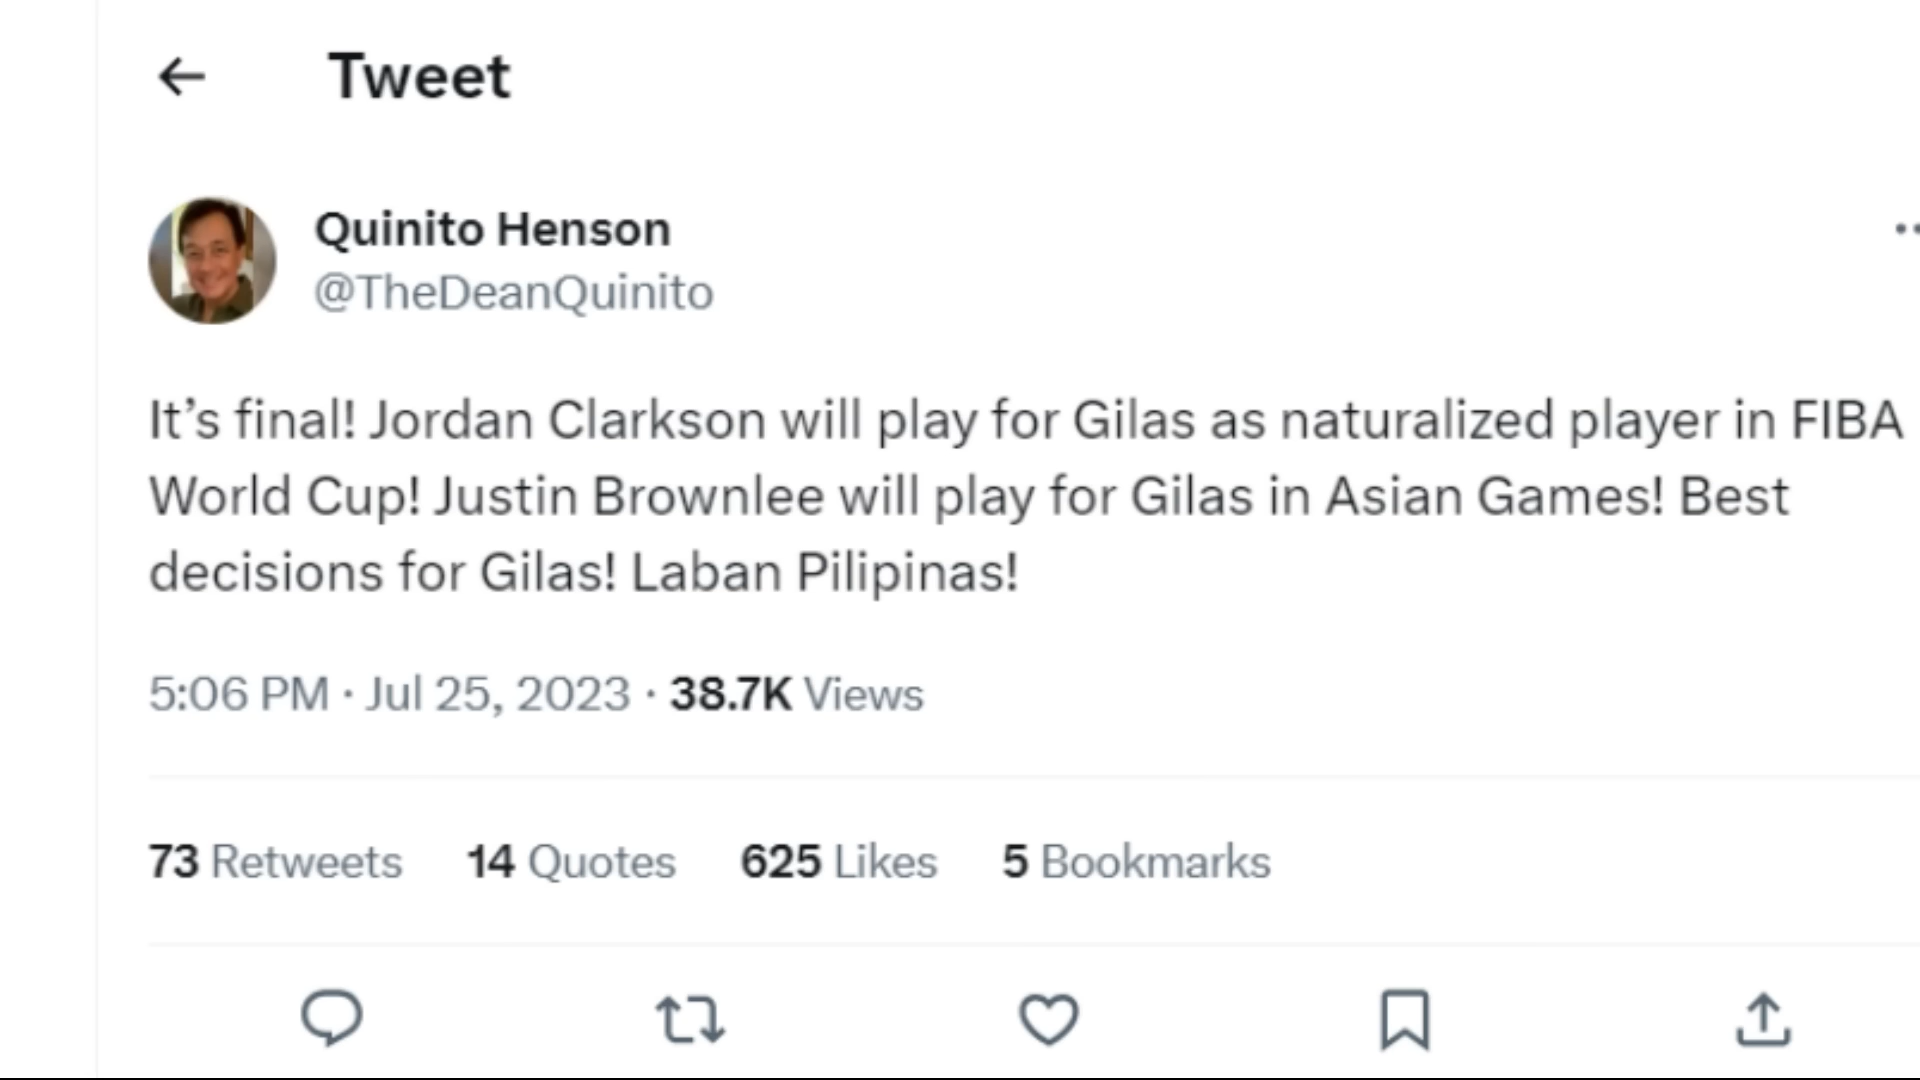 Tweet
Quinito Henson
@TheDeanQuinito
It’s final! Jordan Clarkson will play for Gilas as naturalized player in FIBA
World Cup! Justin Brownlee will play for Gilas in Asian Games! Best
decisions for Gilas! Laban Pilipinas!
5:06 PM · Jul 25, 2023 · 38.7K Views
73 Retweets 14 Quotes 625 Likes 5 Bookmarks